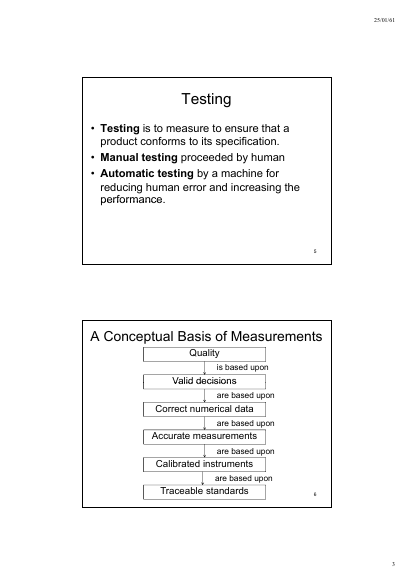 25/01/61
Testing
• Testing is to measure to ensure that a
product conforms to its specification.
• Manual testing proceeded by human
• Automatic testing by a machine for
reducing human error and increasing the
performance.
5
A Conceptual Basis of Measurements
Quality
is based upon
Valid decisions
are based upon
Correct numerical data
are based upon
Accurate measurements
are based upon
Calibrated instruments
are based upon
Traceable standards
6
3